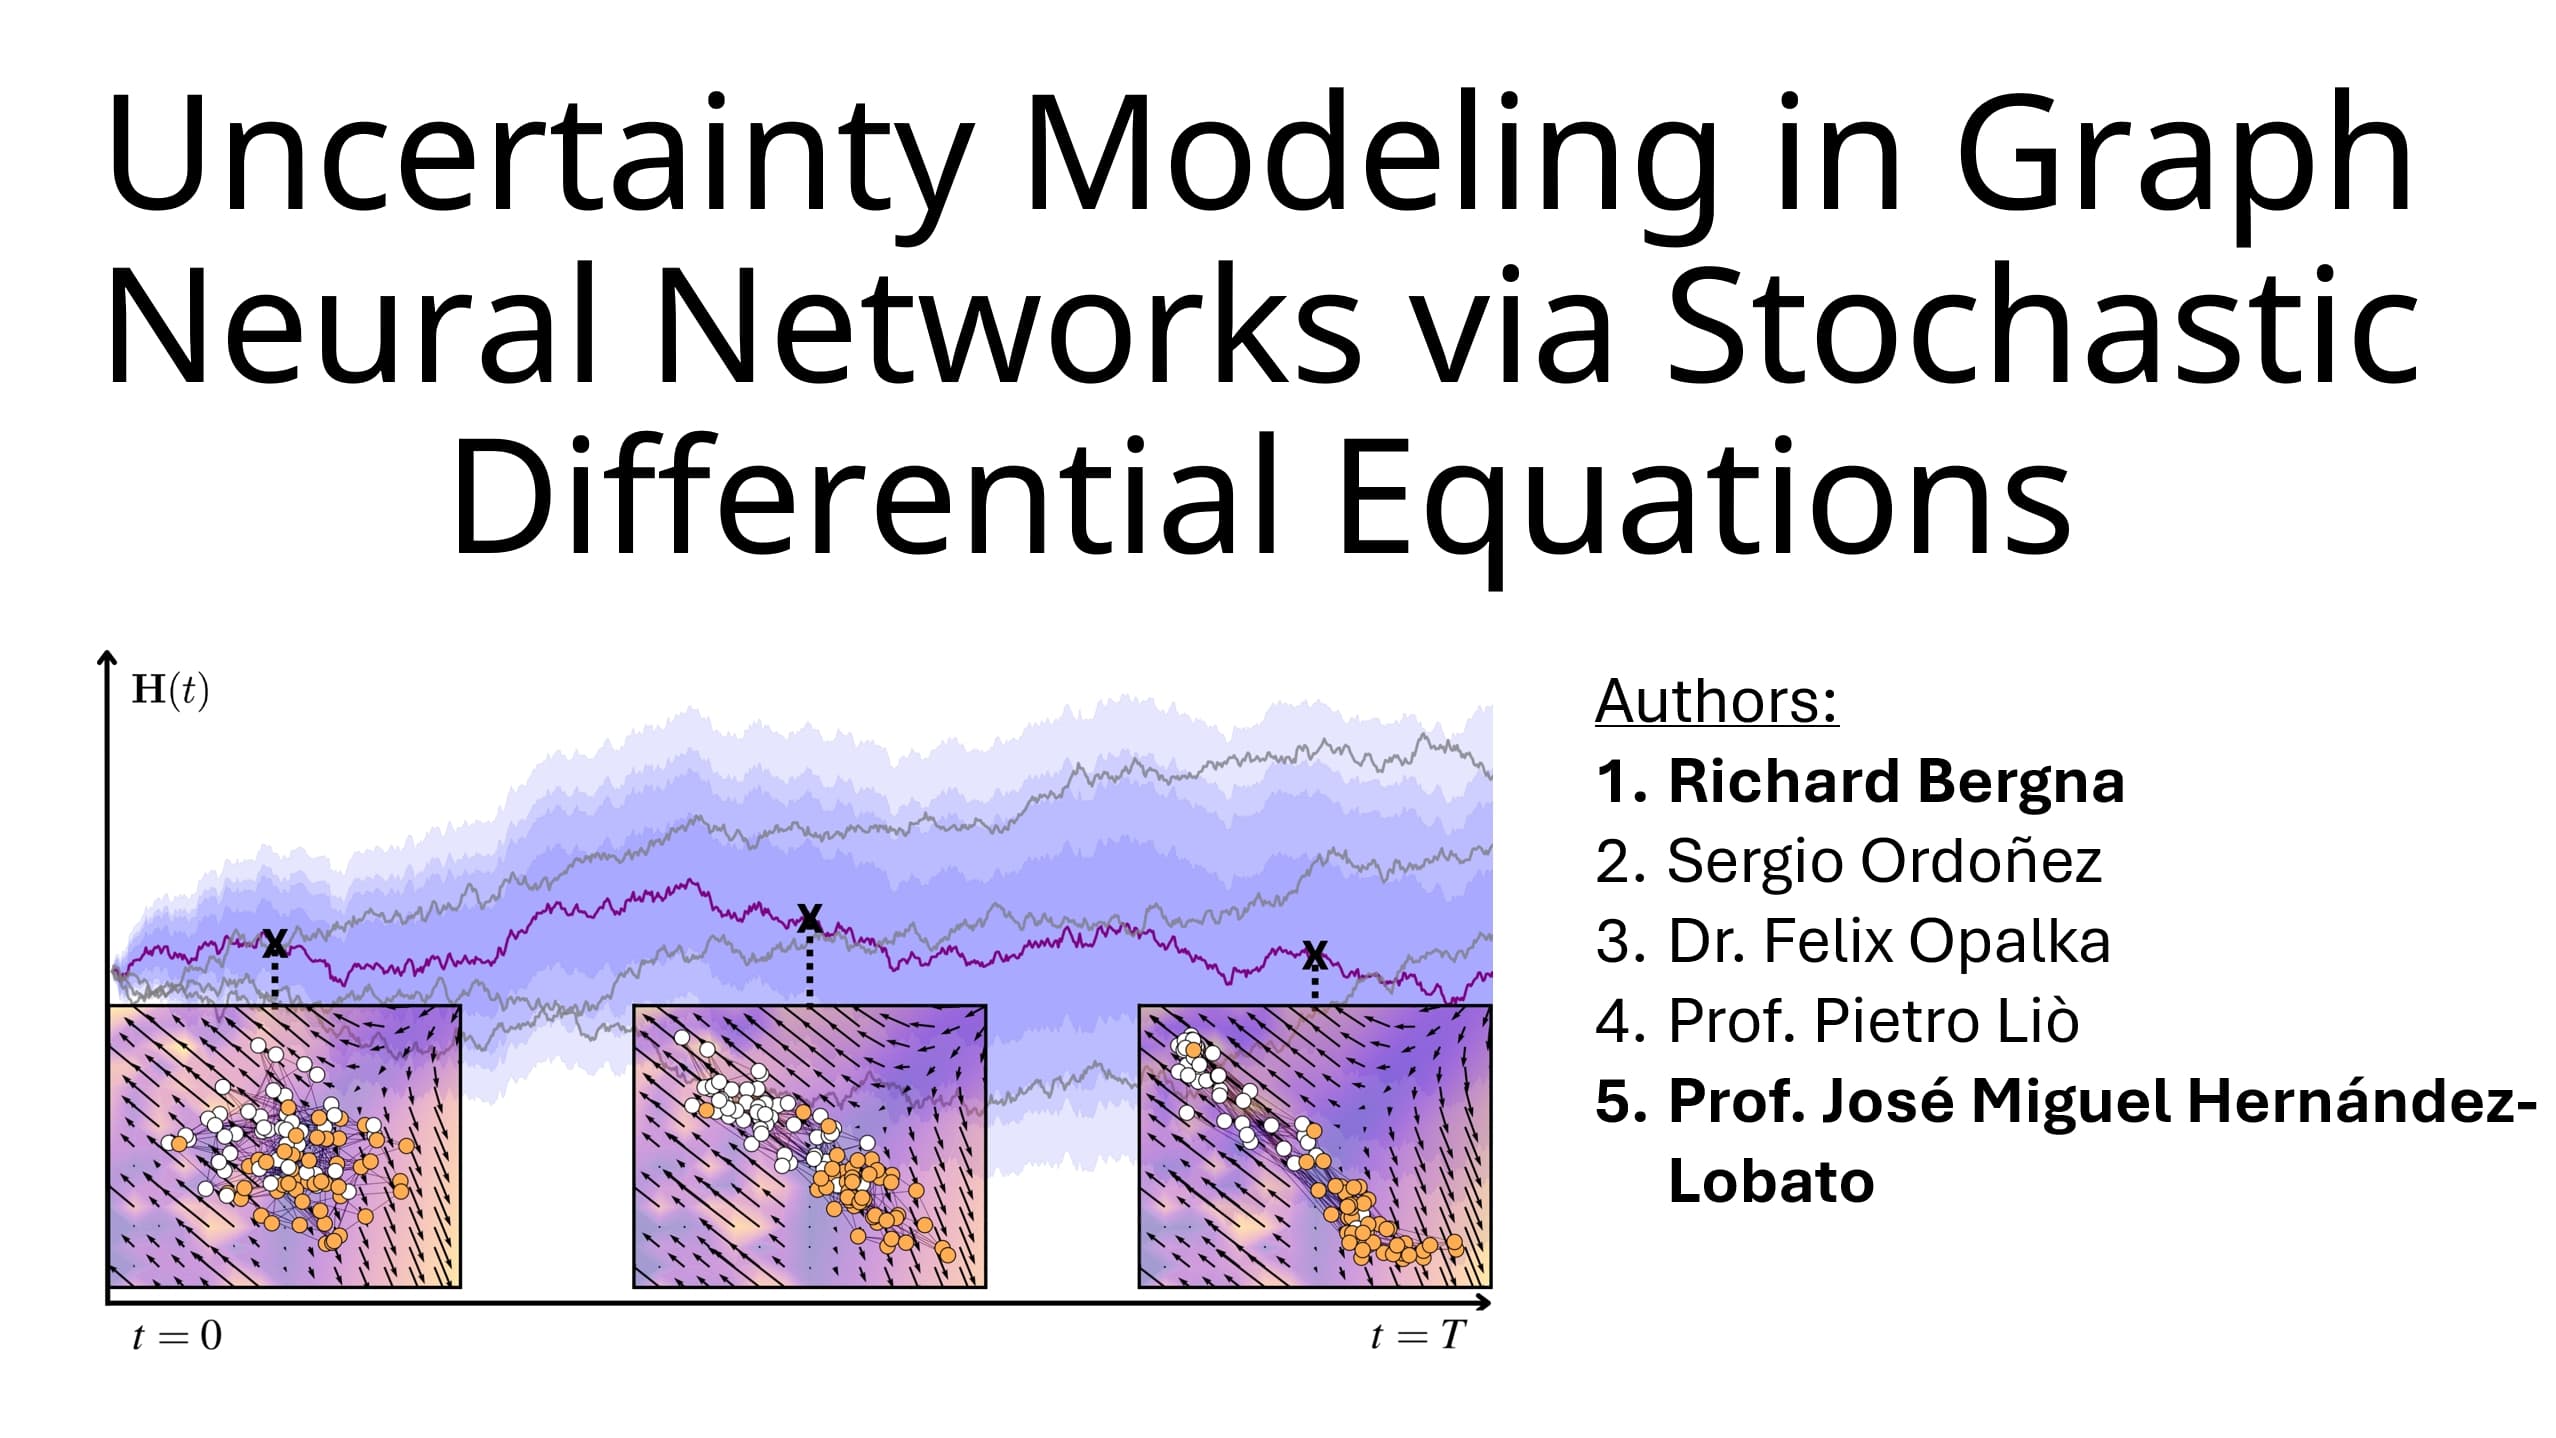 Uncertainty Modeling in Graph
Neural Networks via Stochastic
Differential Equations
H(t)
X
X
X
t = 0
t = T
Authors:
1. Richard Bergna
2. Sergio Ordoñez
3. Dr. Felix Opalka
4. Prof. Pietro Liò
5. Prof. José Miguel Hernández-
Lobato